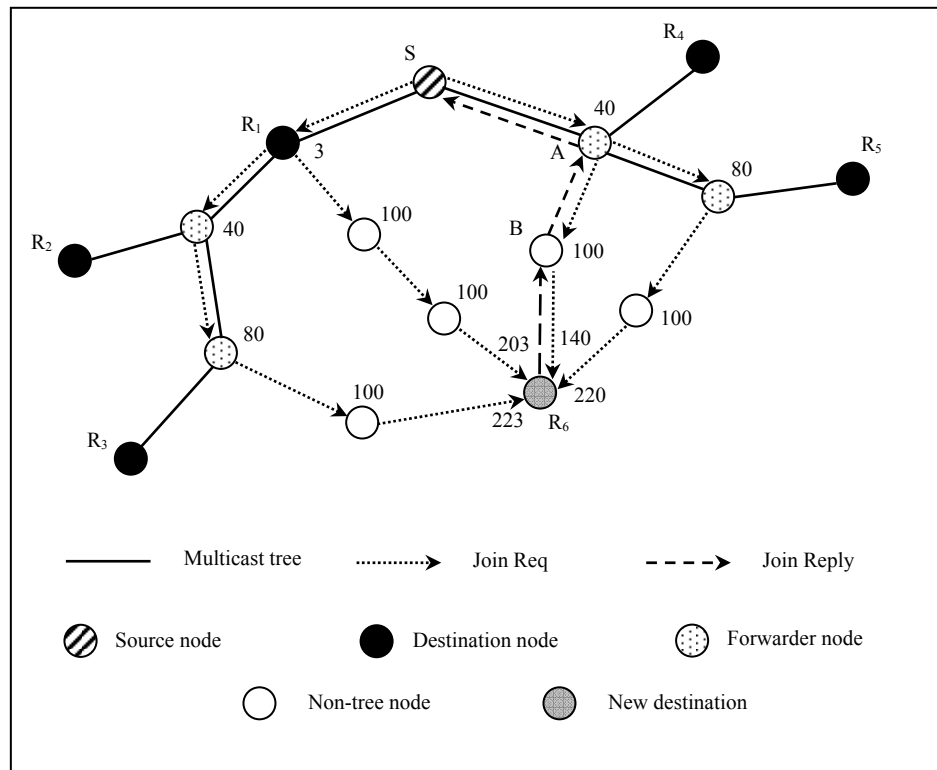 R4
S
40
R1
A
R5
3
80
100
B
40
R2
100
100
100
203
140
80
220
100
R6
223
R3
Multicast tree
Join Req
Join Reply
Source node
Destination node
Forwarder node
Non-tree node
New destination